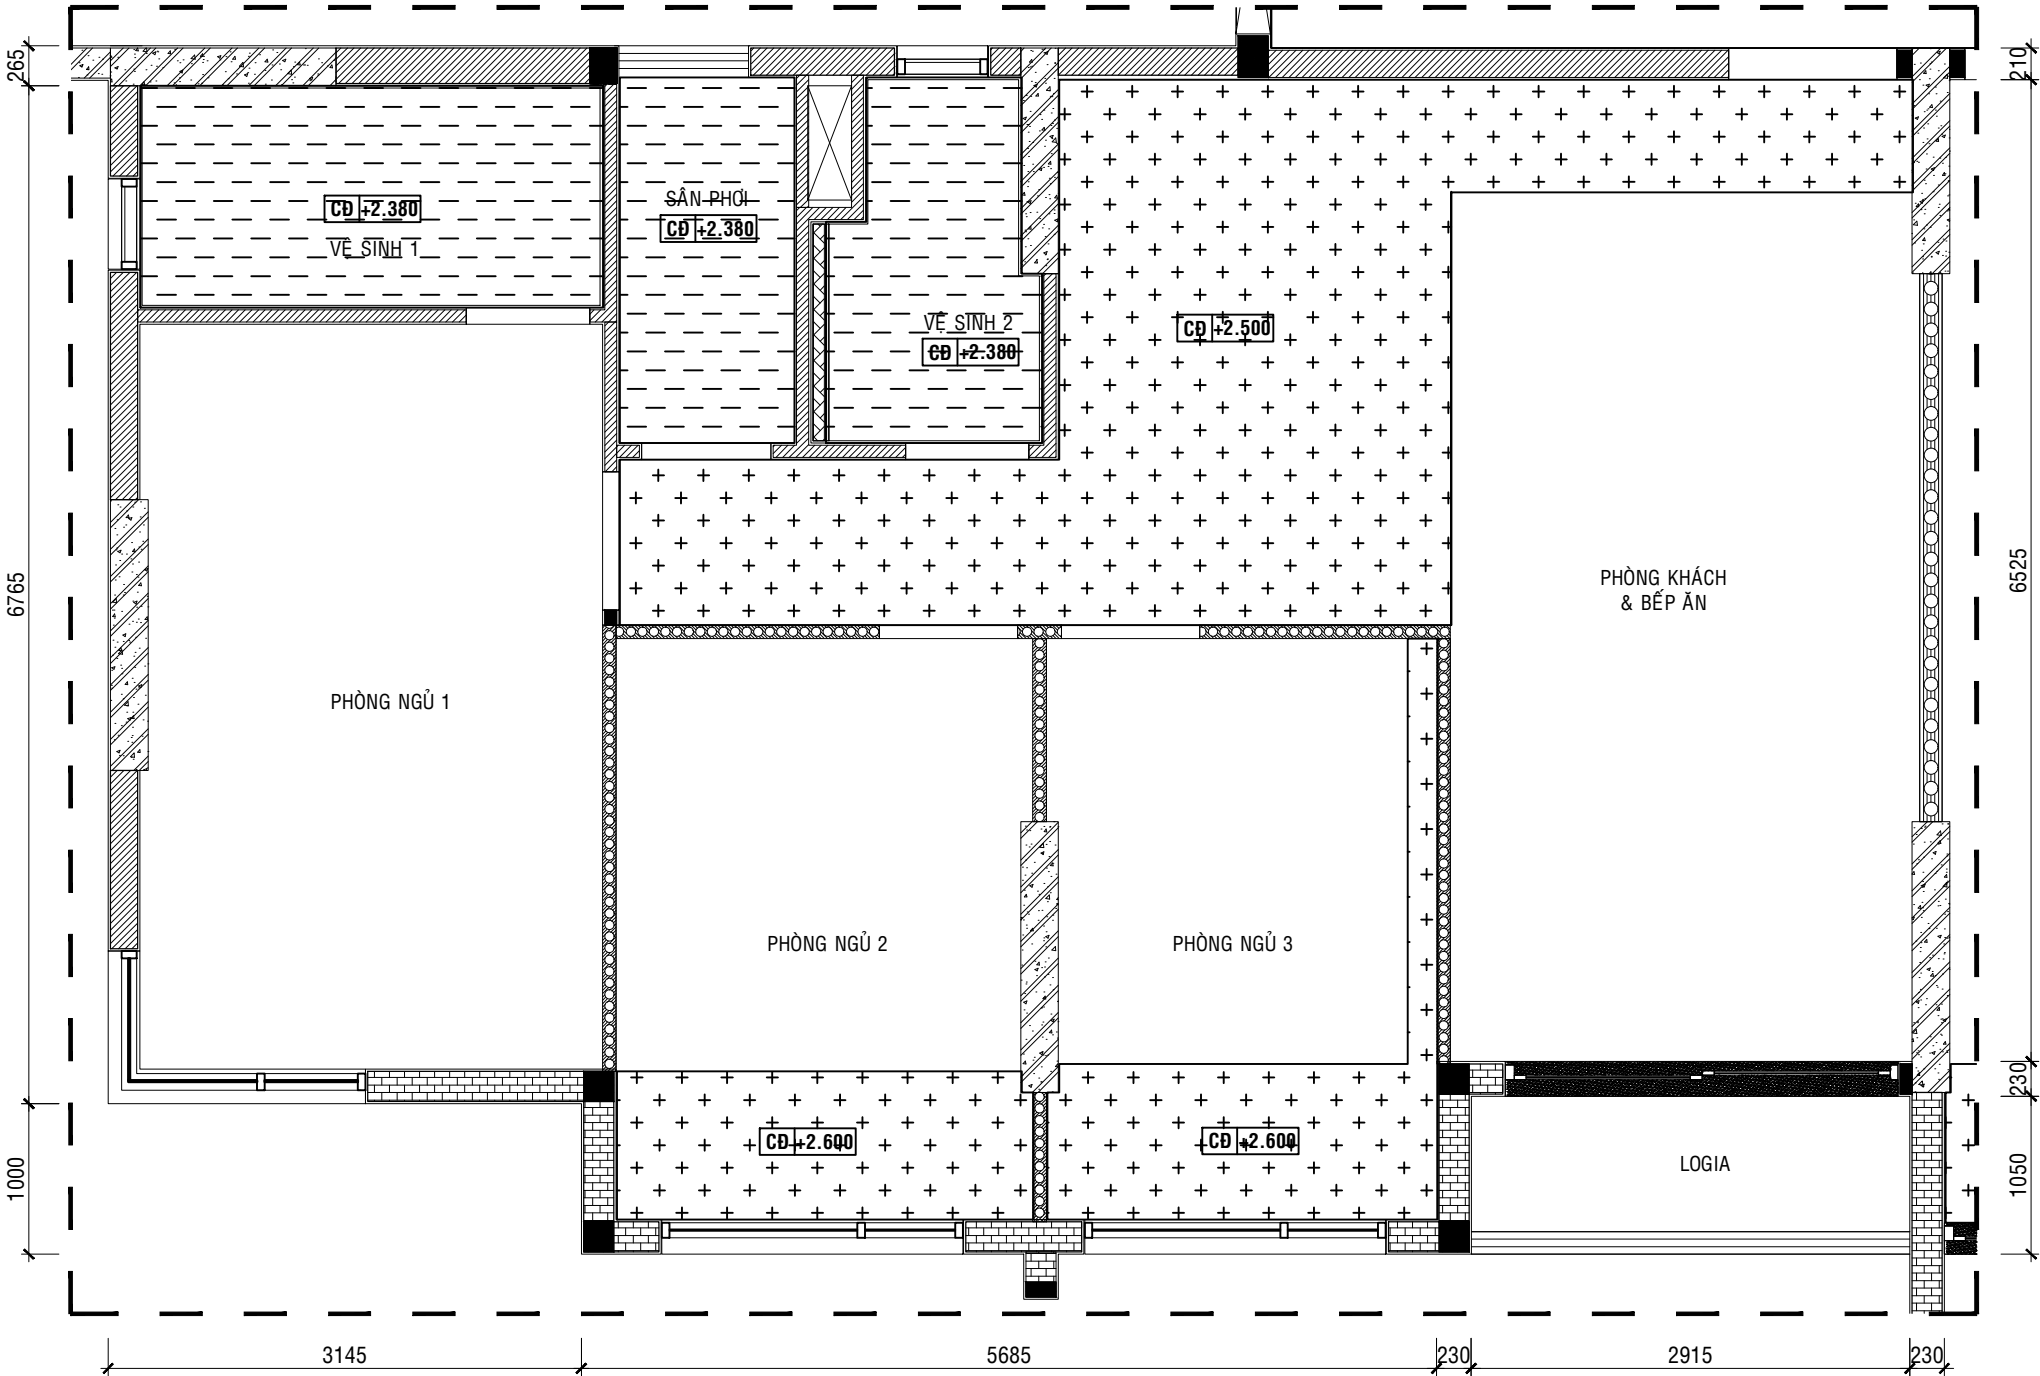 265
210
SÂN PHƠI
CĐ +2.380
CĐ +2.380
VỆ SINH 1
VỆ SINH 2
CĐ +2.380
CĐ +2.500
6765
6525
PHÒNG KHÁCH
& BẾP ĂN
PHÒNG NGỦ 1
PHÒNG NGỦ 2
PHÒNG NGỦ 3
230
CĐ +2.600
CĐ +2.600
LOGIA
1000
1050
3145
5685
230
2915
230